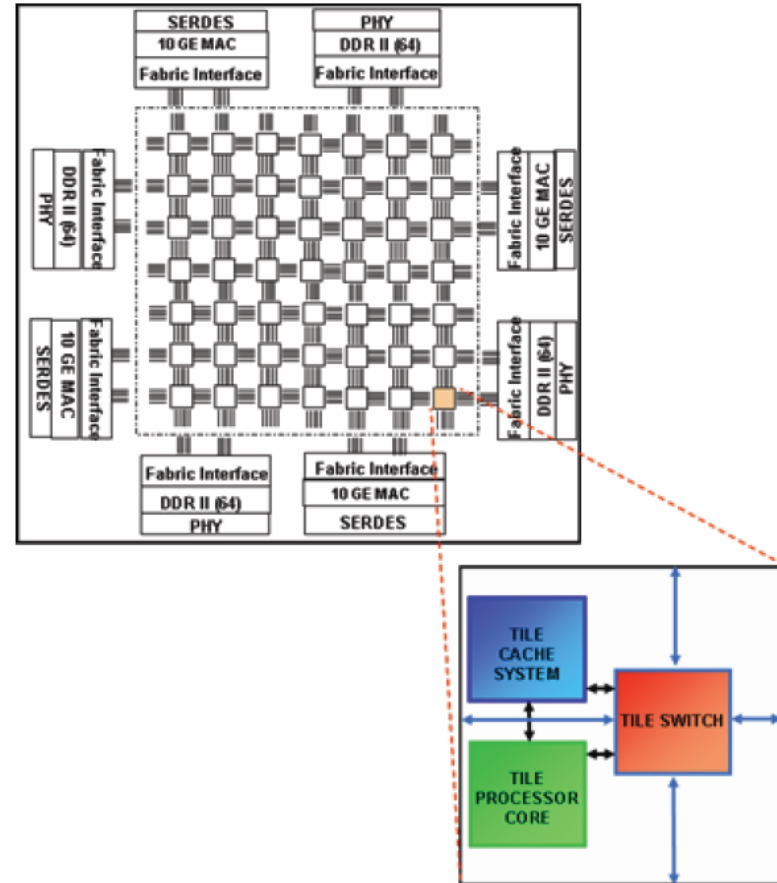 SERDES
10 GE MAC
Fabric Interface
PHY
DDR II (64)
Fabric Interface
Fabric Interface
DDR II (64)
PHY
Fabric Interface
10 GE MAC
SERDES
Fabric Interface
10 GE MAC
SERDES
Fabric Interface
DDR II (64)
PHY
Fabric Interface
DDR II (64)
PHY
Fabric Interface
10 GE MAC
SERDES
TILE
CACHE
SYSTEM
TILE SWITCH
TILE
PROCESSOR
CORE